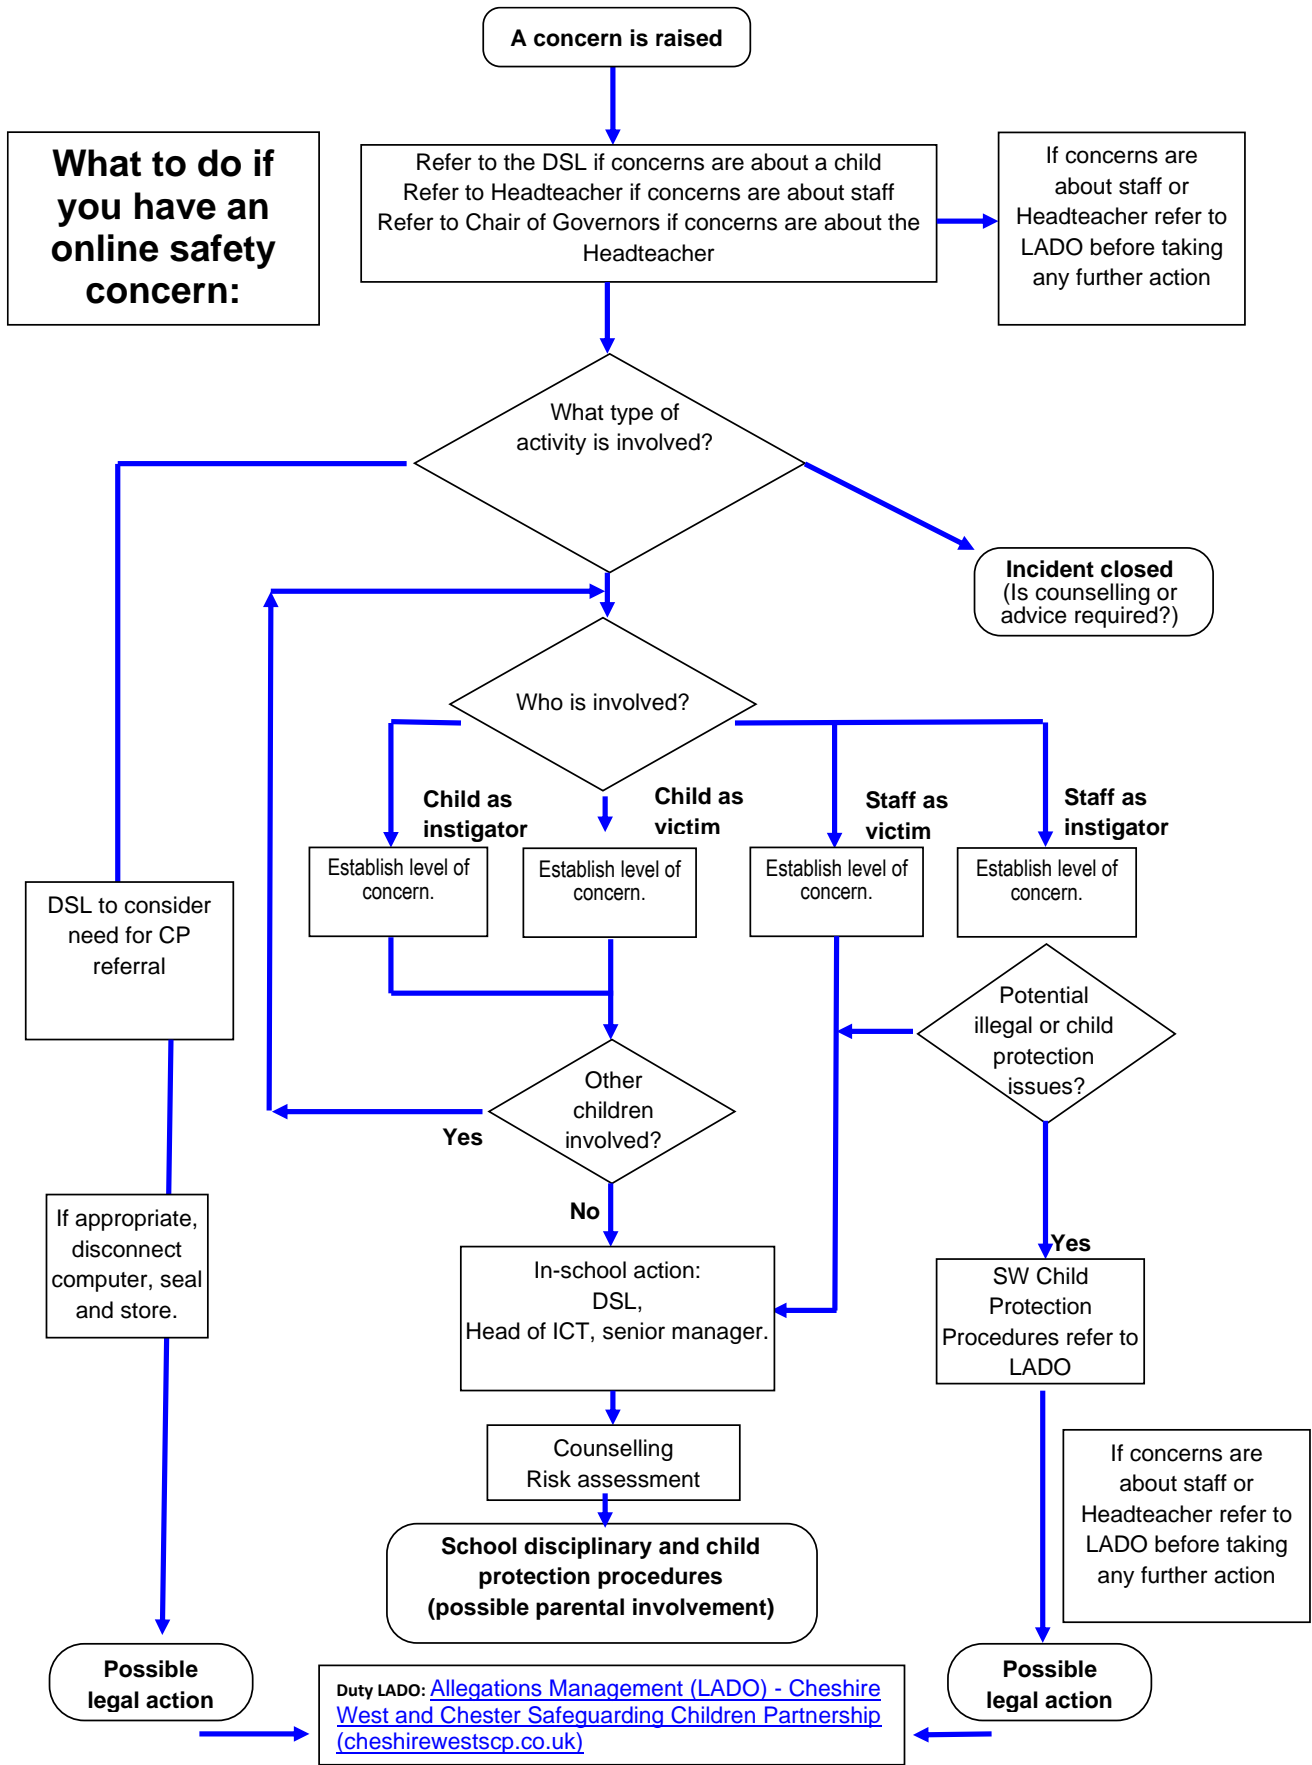 A concern is raised
What to do if
you have an
online safety
concern:
Refer to the DSL if concerns are about a child
Refer to Headteacher if concerns are about staff
Refer to Chair of Governors if concerns are about the
Headteacher
If concerns are
about staff or
Headteacher refer to
LADO before taking
any further action
What type of
activity is involved?
Incident closed
(Is counselling or
advice required?)
Who is involved?
Child as
instigator
Child as
victim
Staff as
victim
Staff as
instigator
Establish level of
concern.
Establish level of
concern.
Establish level of
concern.
Establish level of
concern.
DSL to consider
need for CP
referral
Potential
illegal or child
protection
issues?
Other
children
involved?
Yes
No
If appropriate,
disconnect
computer, seal
and store.
Yes
In-school action:
DSL,
Head of ICT, senior manager.
SW Child
Protection
Procedures refer to
LADO
Counselling
Risk assessment
If concerns are
about staff or
Headteacher refer to
LADO before taking
any further action
School disciplinary and child
protection procedures
(possible parental involvement)
Possible
legal action
Possible
legal action
Duty LADO: Allegations Management (LADO) - Cheshire
West and Chester Safeguarding Children Partnership
(cheshirewestscp.co.uk)